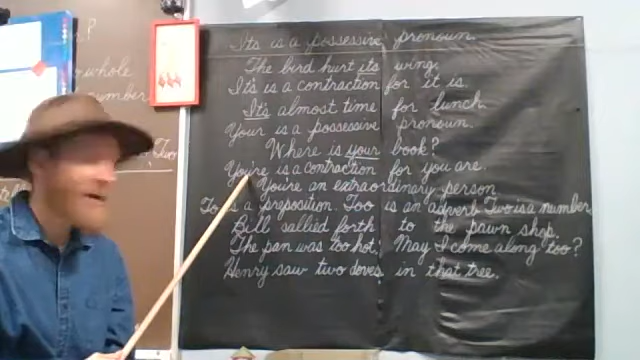 r?
whole
number
Two
Its is a possessive pronoun.
The bird hurt its wing.
It's is a contraction for it is.
It's almost time for lunch.
Your is a possessive pronoun.
Where is your book?
You're is a contraction for you are.
You're an extraordinary person.
To is a preposition. Too is an adverb. Two is a number.
Bill sallied forth to the pawn shop.
The pan was too hot. May I come along too?
Henry saw two doves in that tree.